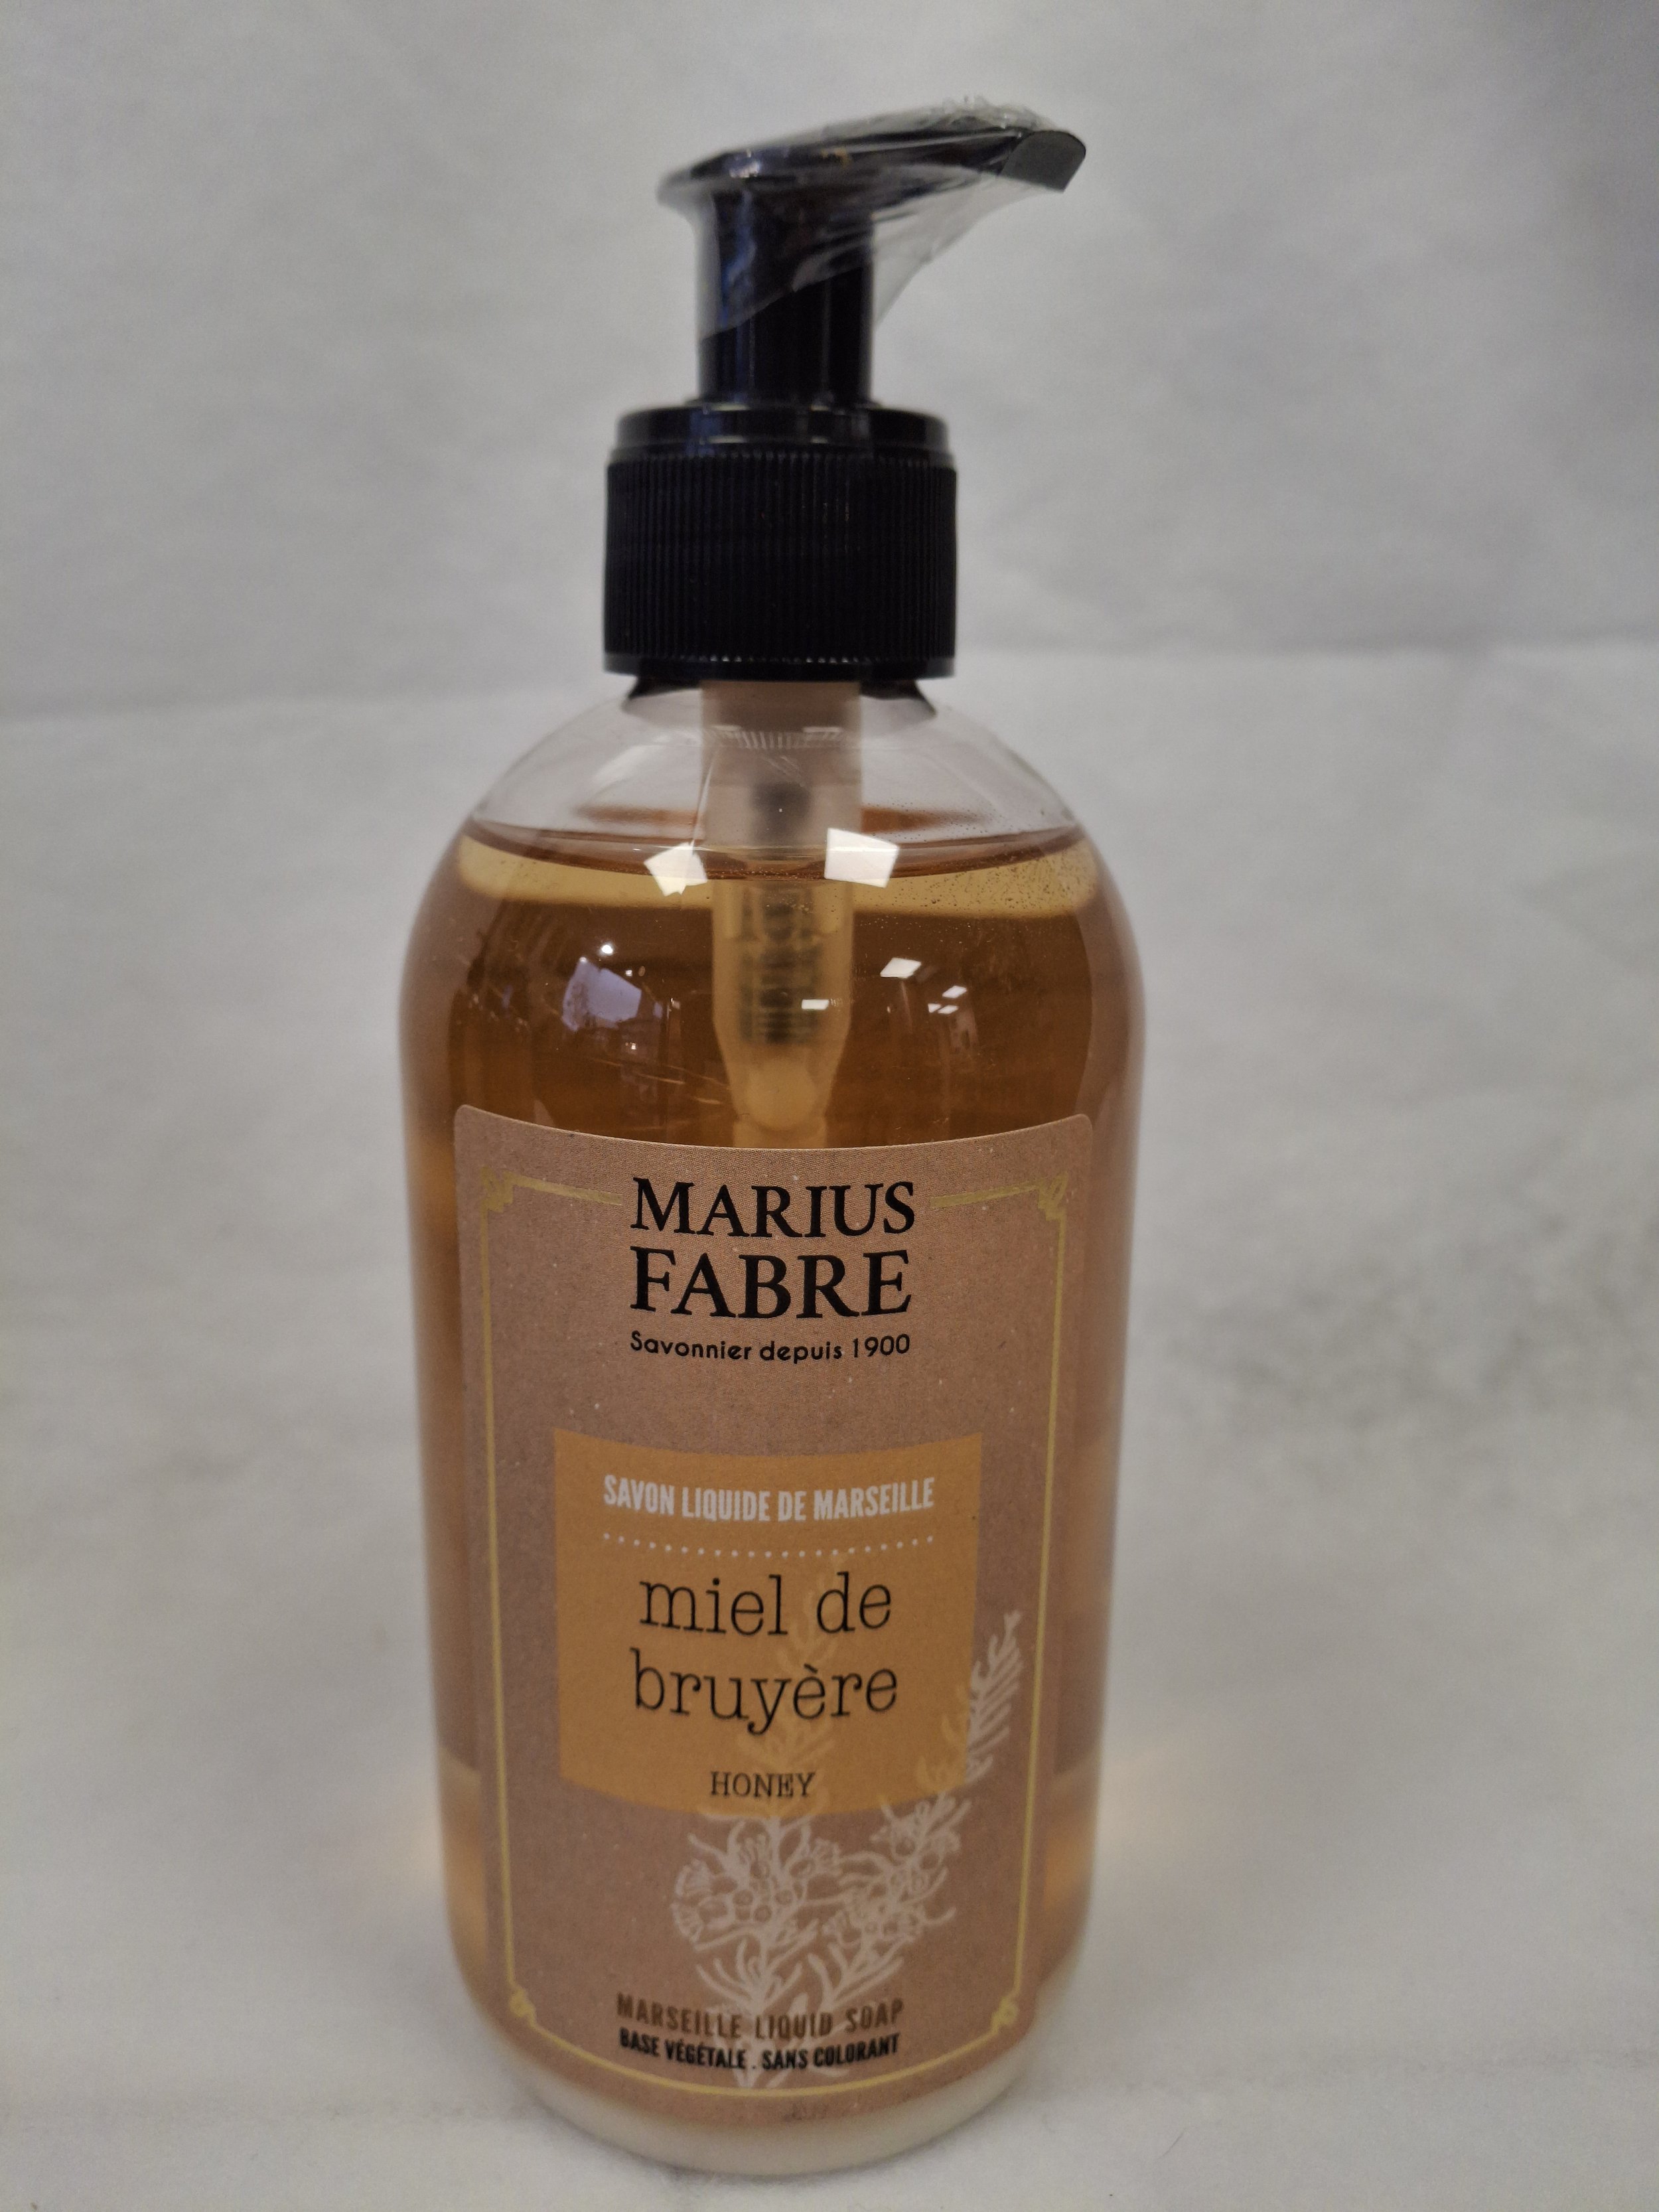 MARIUS
FABRE
Savonnier depuis 1900
SAVON LIQUIDE DE MARSEILLE
miel de
bruyère
HONEY
MARSEILLE LIQUID SOAP
BASE VÉGÉTALE . SANS COLORANT